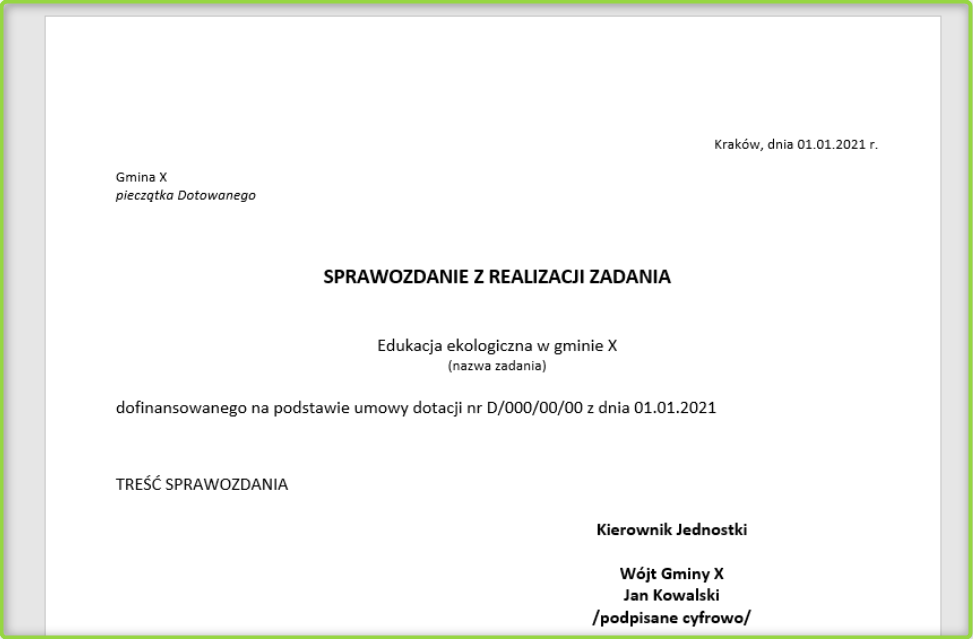 Kraków, dnia 01.01.2021 r.
Gmina X
pieczątka Dotowanego
SPRAWOZDANIE Z REALIZACJI ZADANIA
Edukacja ekologiczna w gminie X
(nazwa zadania)
dofinansowanego na podstawie umowy dotacji nr D/000/00/00 z dnia 01.01.2021
TREŚĆ SPRAWOZDANIA
Kierownik Jednostki
Wójt Gminy X
Jan Kowalski
/podpisane cyfrowo/